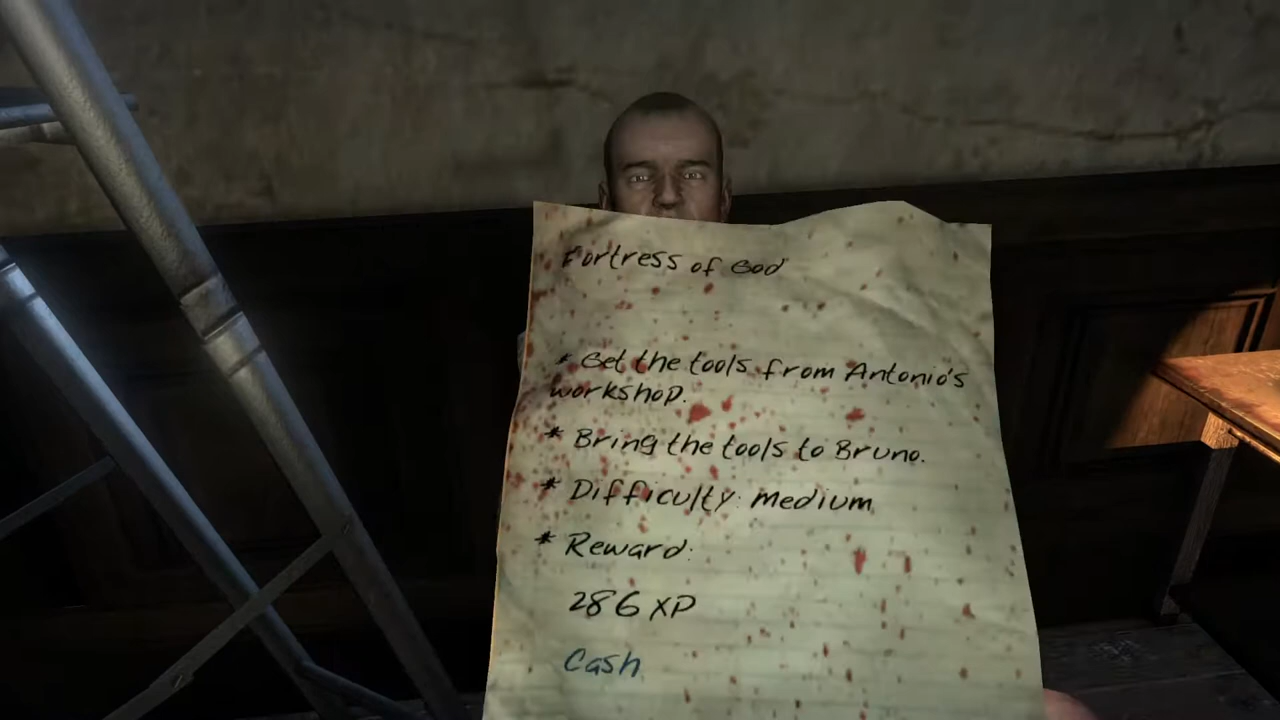 Fortress of God
* Get the tools from Antonio's
workshop.
* Bring the tools to Bruno.
* Difficulty: medium
* Reward:
286 XP
Cash